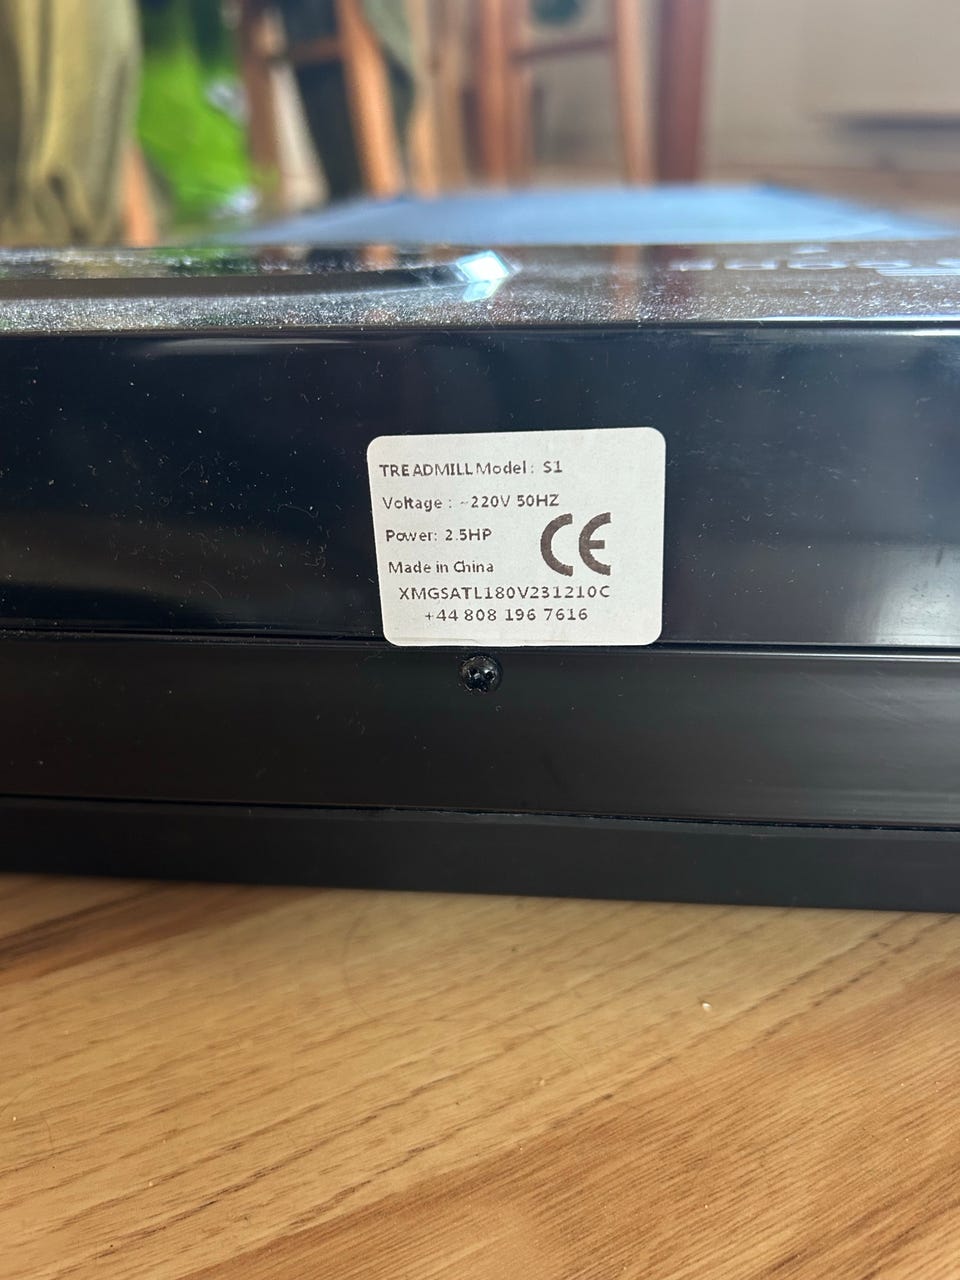 TREADMILL Model : S1
Voltage : ~220V 50HZ
Power: 2.5HP
CE
Made in China
XMGSATL180V231210C
+44 808 196 7616